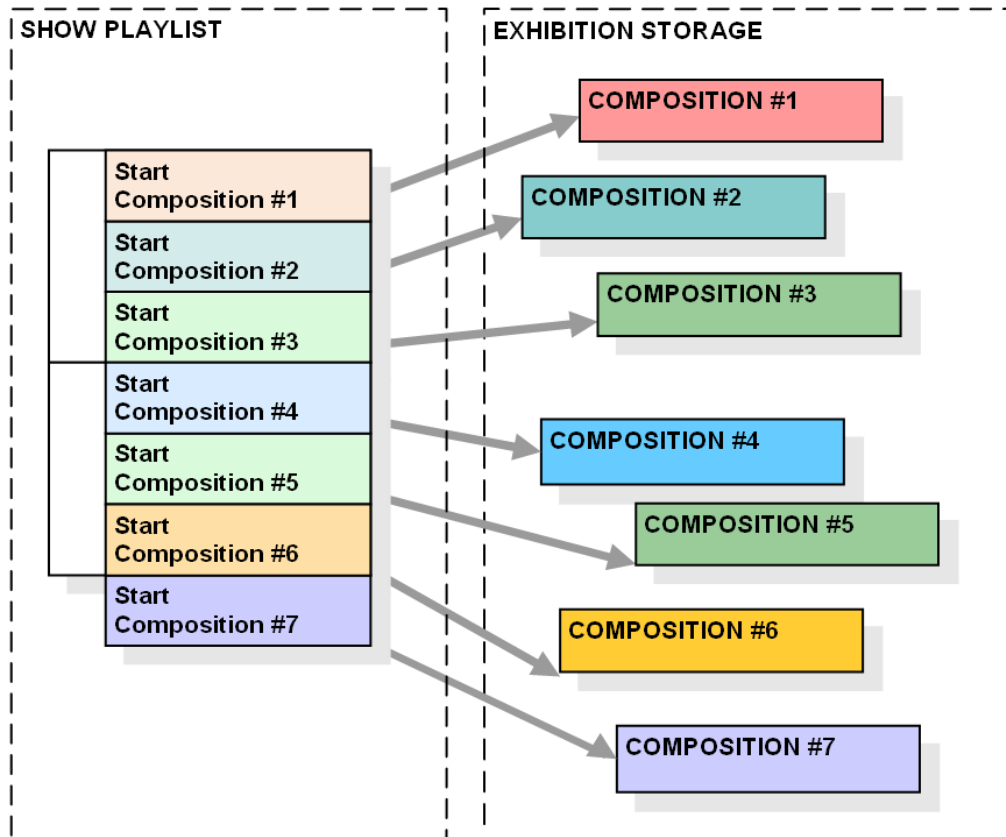 SHOW PLAYLIST
Start
Composition #1
Start
Composition #2
Start
Composition #3
Start
Composition #4
Start
Composition #5
Start
Composition #6
Start
Composition #7
EXHIBITION STORAGE
COMPOSITION #1
COMPOSITION #2
COMPOSITION #3
COMPOSITION #4
COMPOSITION #5
COMPOSITION #6
COMPOSITION #7